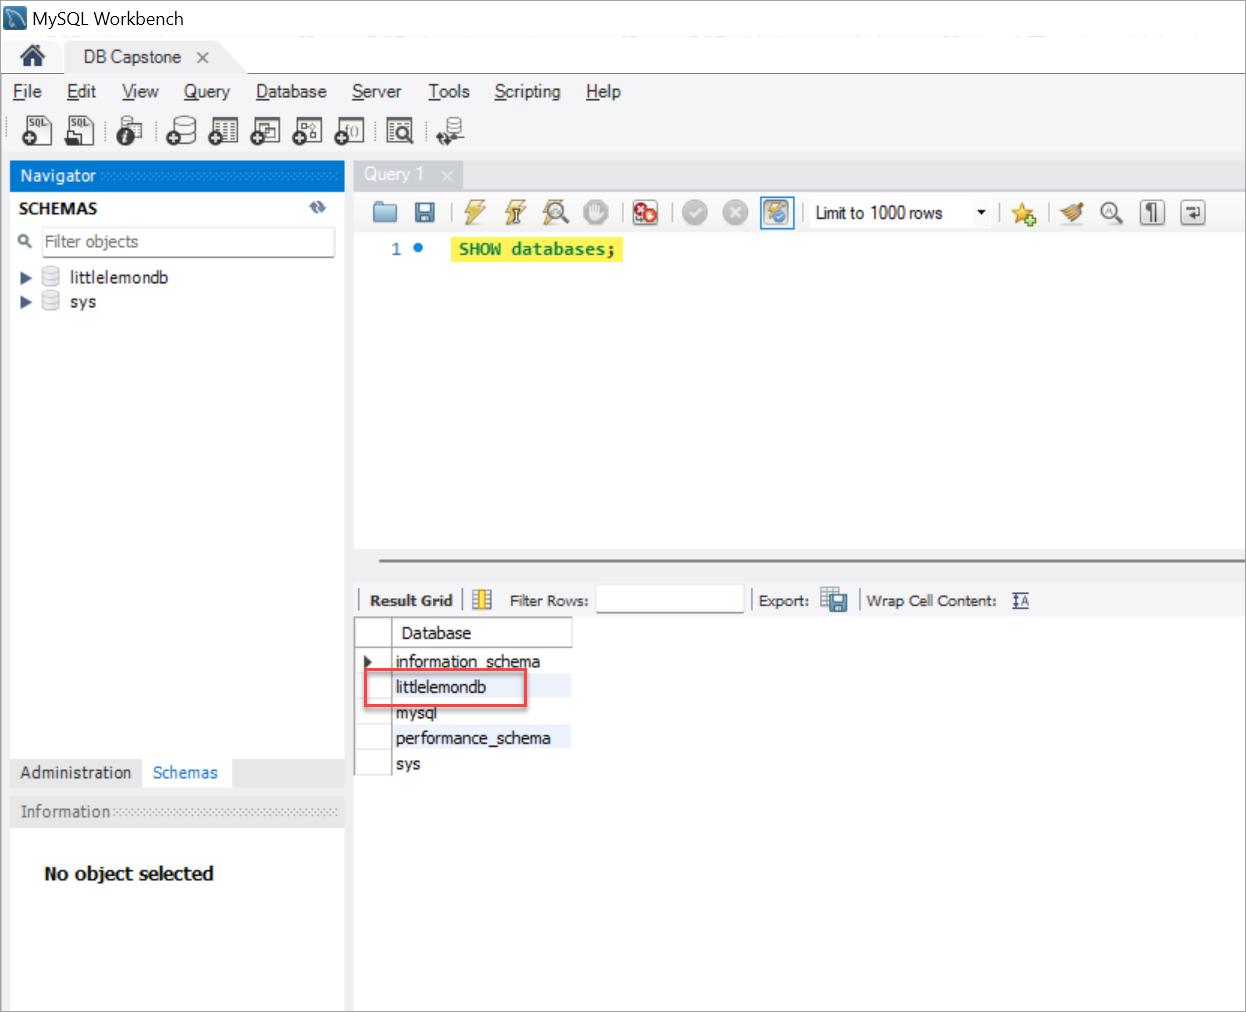 MySQL Workbench
DB Capstone
File Edit View Query Database Server Tools Scripting Help
SQL SQL
Navigator
SCHEMAS
Filter objects
littlelemondb
sys
Query 1
Limit to 1000 rows
1 SHOW databases;
Result Grid Filter Rows: Export: Wrap Cell Content:
Database
information_schema
littlelemondb
mysql
performance_schema
sys
Administration Schemas
Information
No object selected